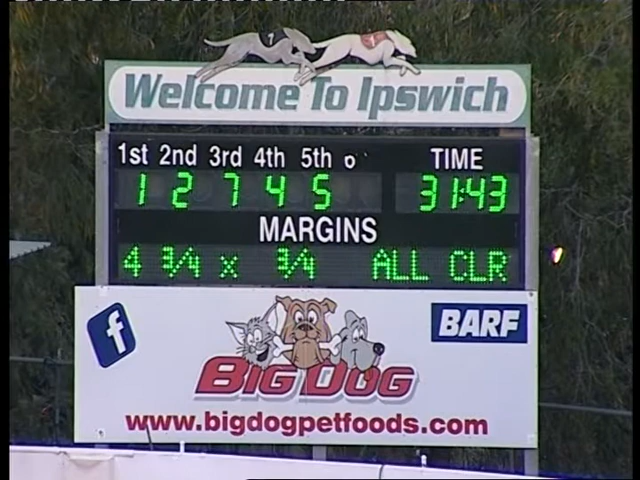 Welcome To Ipswich
1st 2nd 3rd 4th 5th TIME
1 2 7 4 5 31:43
MARGINS
4 3/4 x 3/4 ALL CLR
f
BARF
BIG DOG
www.bigdogpetfoods.com